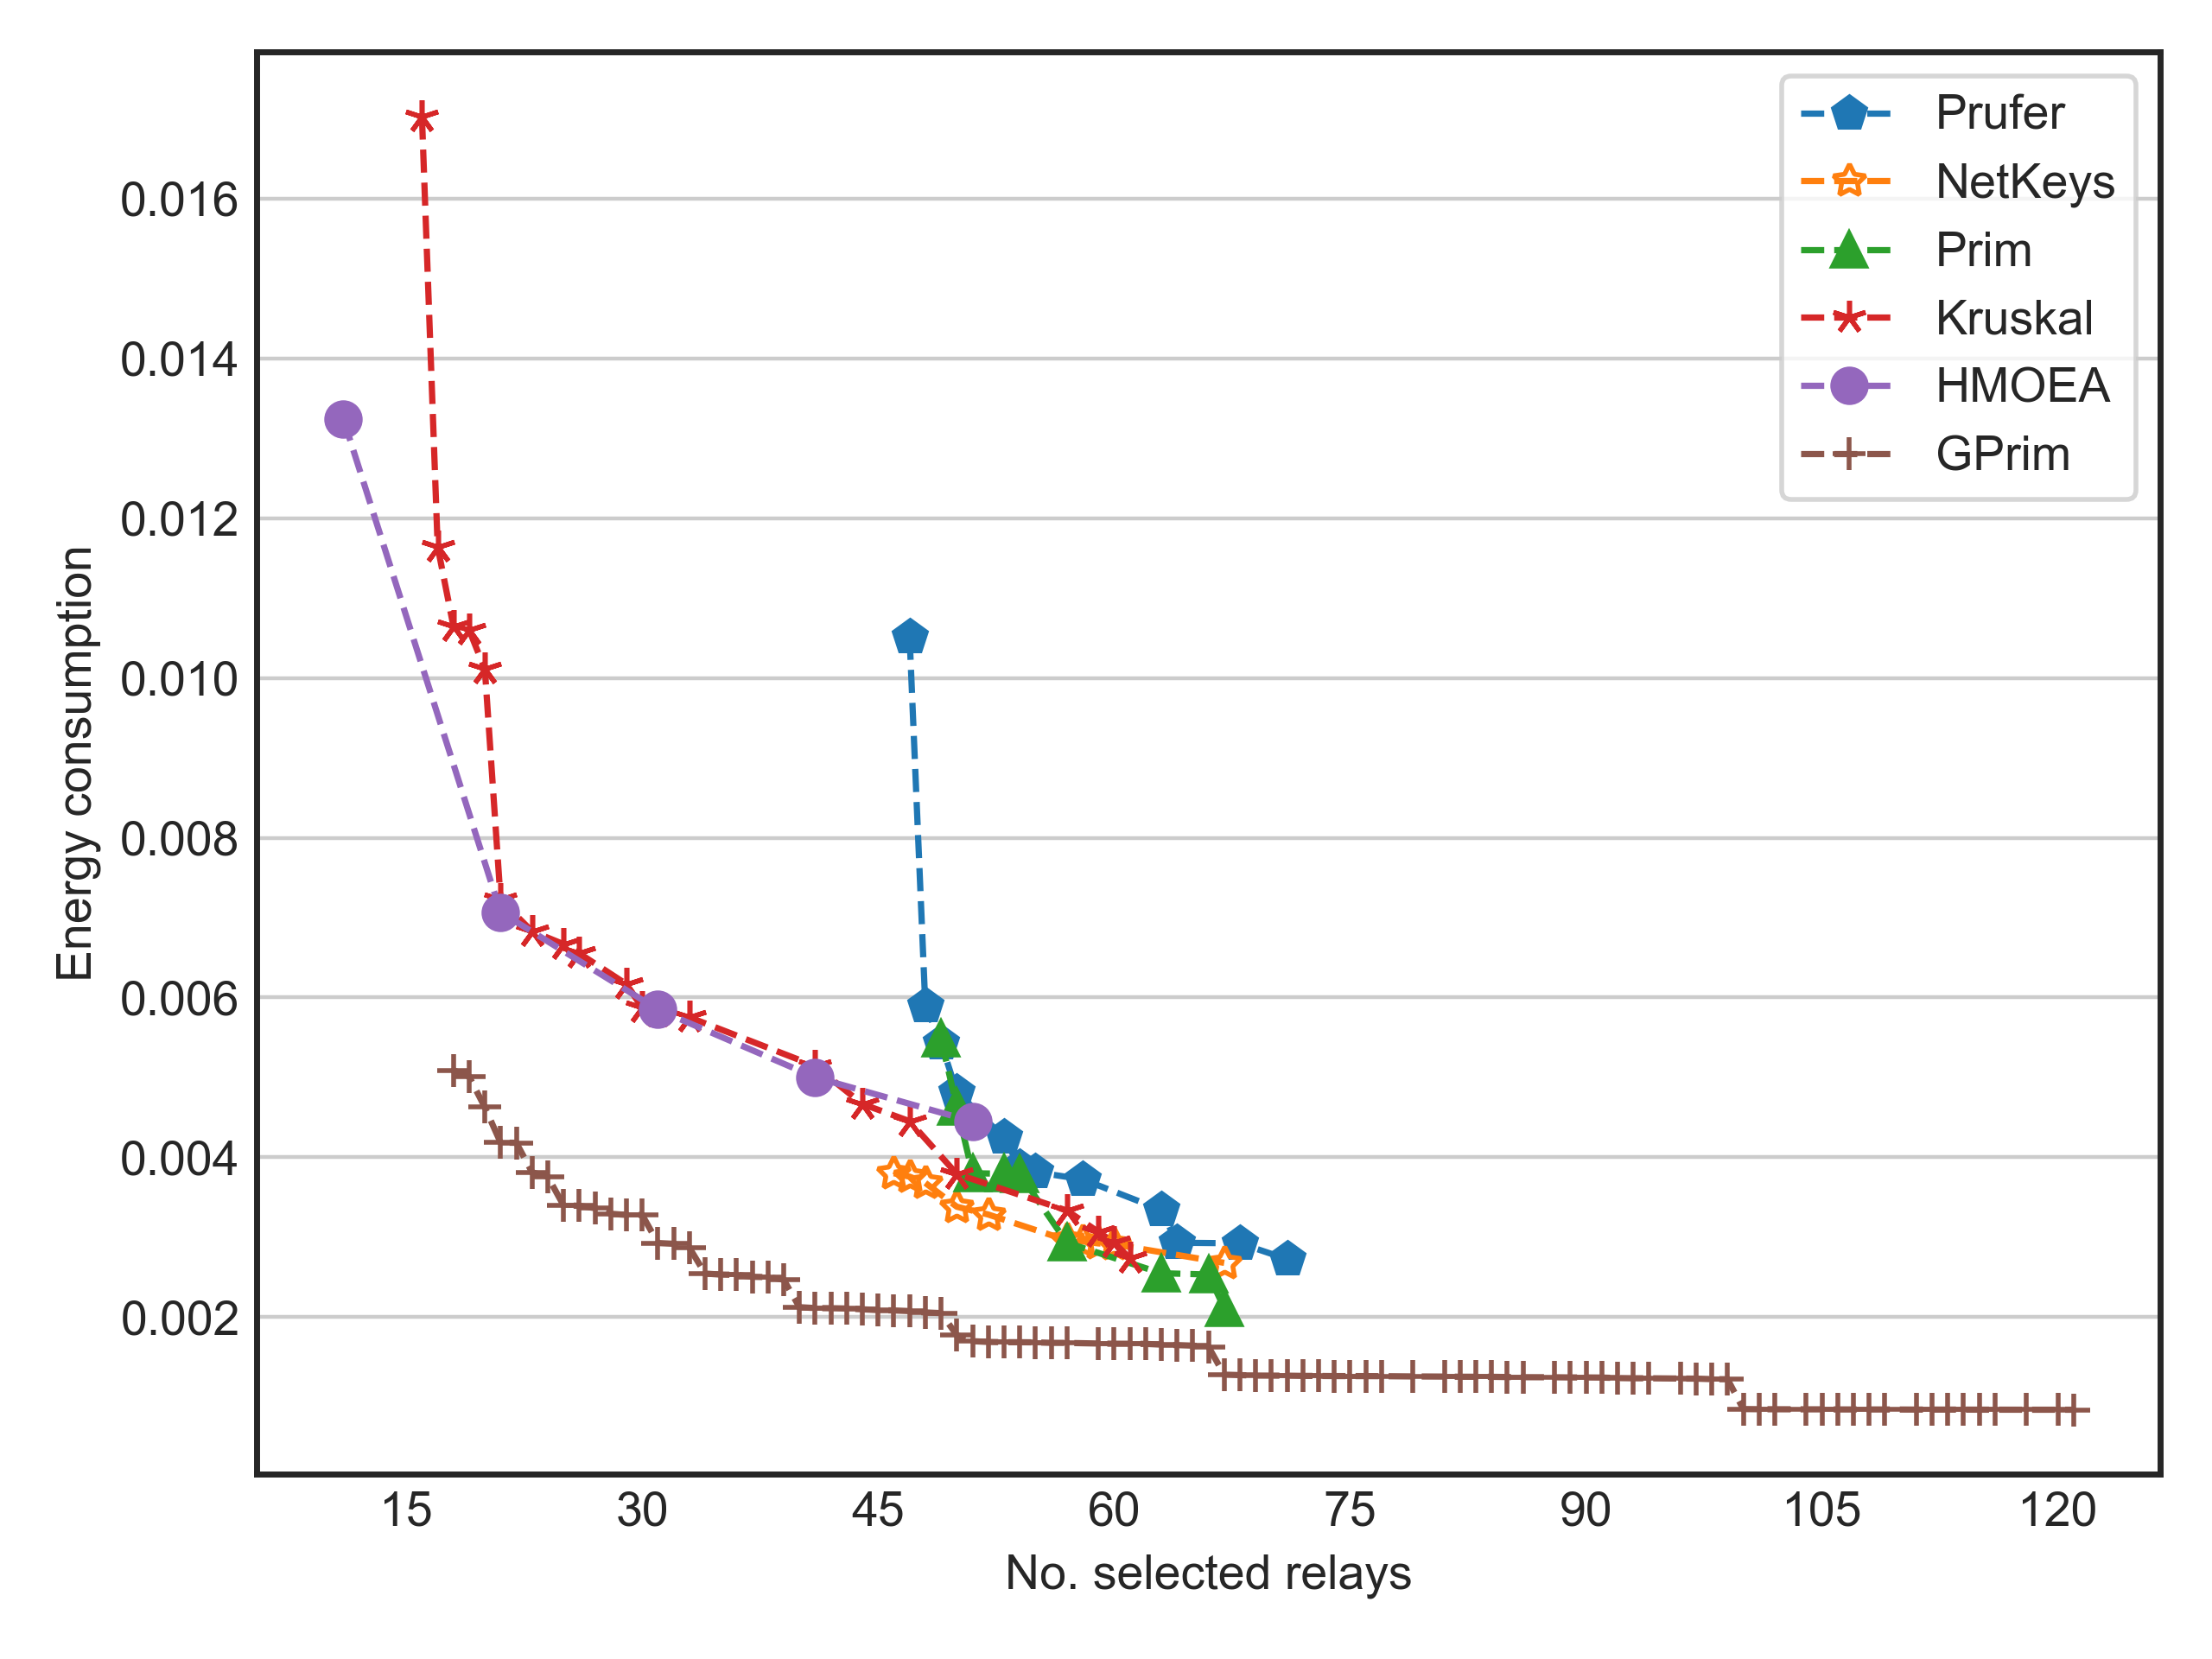 Prufer
NetKeys
Prim
Kruskal
HMOEA
GPrim
0.016
0.014
0.012
0.010
0.008
0.006
0.004
0.002
Energy consumption
15 30 45 60 75 90 105 120
No. selected relays